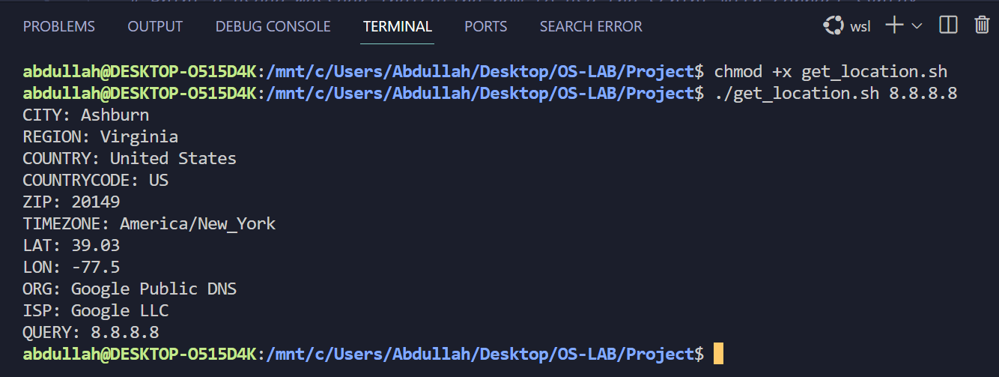 PROBLEMS OUTPUT DEBUG CONSOLE TERMINAL PORTS SEARCH ERROR wsl
abdullah@DESKTOP-O515D4K:/mnt/c/Users/Abdullah/Desktop/OS-LAB/Project$ chmod +x get_location.sh
abdullah@DESKTOP-O515D4K:/mnt/c/Users/Abdullah/Desktop/OS-LAB/Project$ ./get_location.sh 8.8.8.8
CITY: Ashburn
REGION: Virginia
COUNTRY: United States
COUNTRYCODE: US
ZIP: 20149
TIMEZONE: America/New_York
LAT: 39.03
LON: -77.5
ORG: Google Public DNS
ISP: Google LLC
QUERY: 8.8.8.8
abdullah@DESKTOP-O515D4K:/mnt/c/Users/Abdullah/Desktop/OS-LAB/Project$